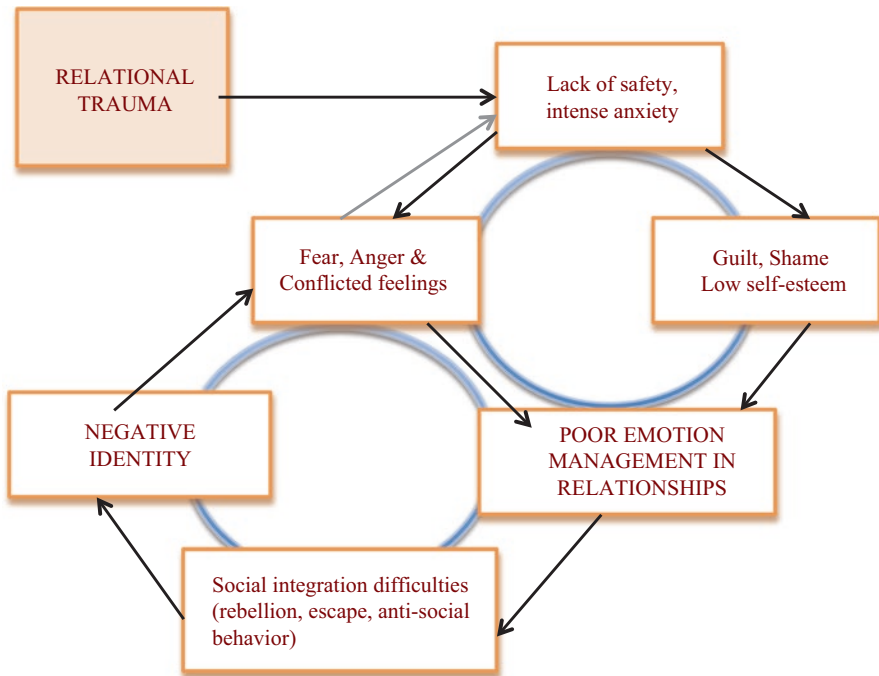 RELATIONAL
TRAUMA
Lack of safety,
intense anxiety
Fear, Anger &
Conflicted feelings
Guilt, Shame
Low self-esteem
NEGATIVE
IDENTITY
POOR EMOTION
MANAGEMENT IN
RELATIONSHIPS
Social integration difficulties
(rebellion, escape, anti-social
behavior)